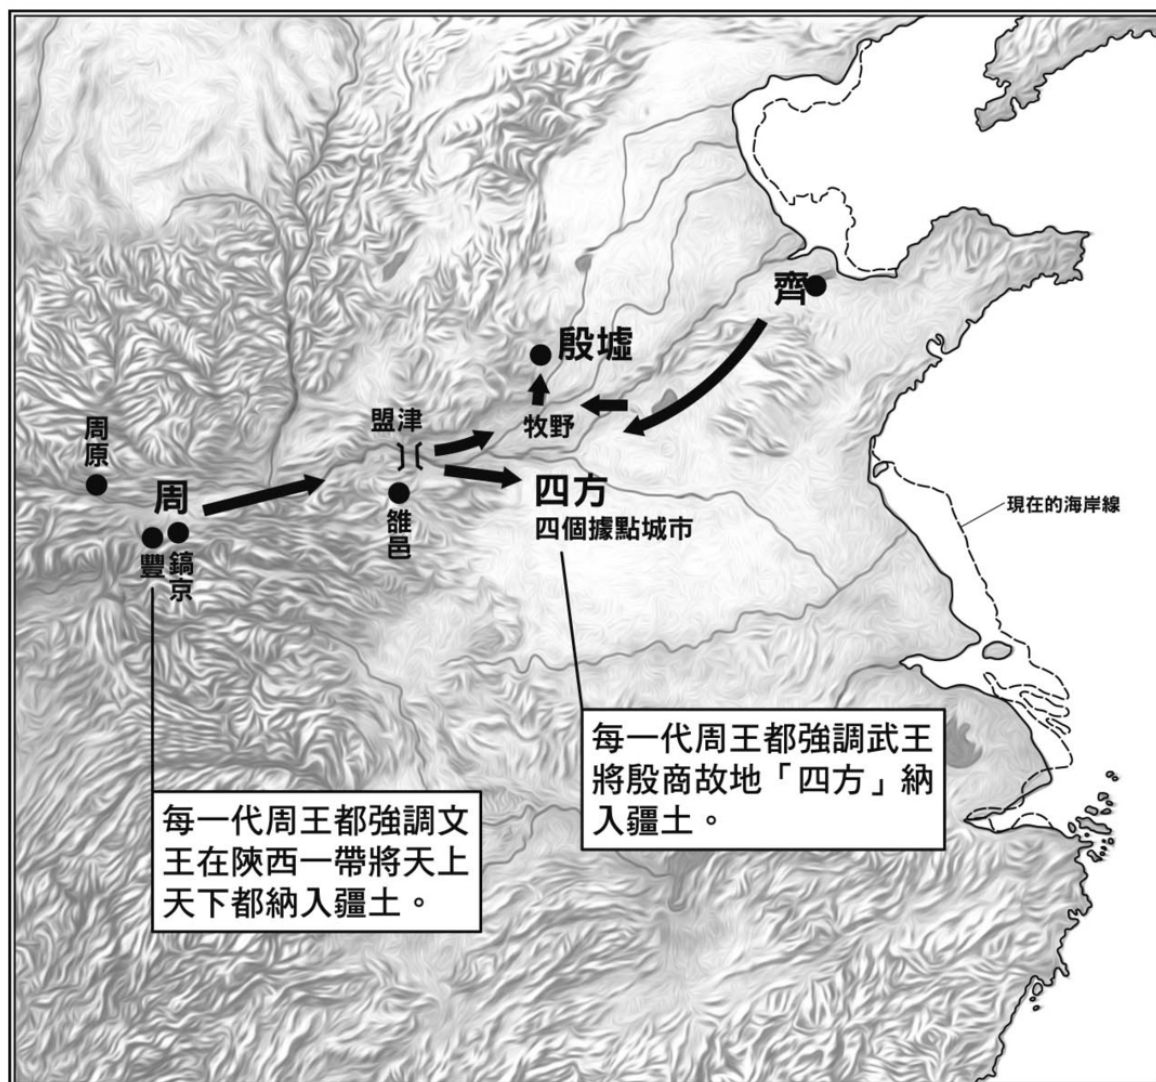 齊
殷墟
牧野
盟津
周原
周
四方
四個據點城市
現在的海岸線
雒邑
豐
鎬京
每一代周王都強調武王
將殷商故地「四方」納
入疆土。
每一代周王都強調文
王在陝西一帶將天上
天下都納入疆土。